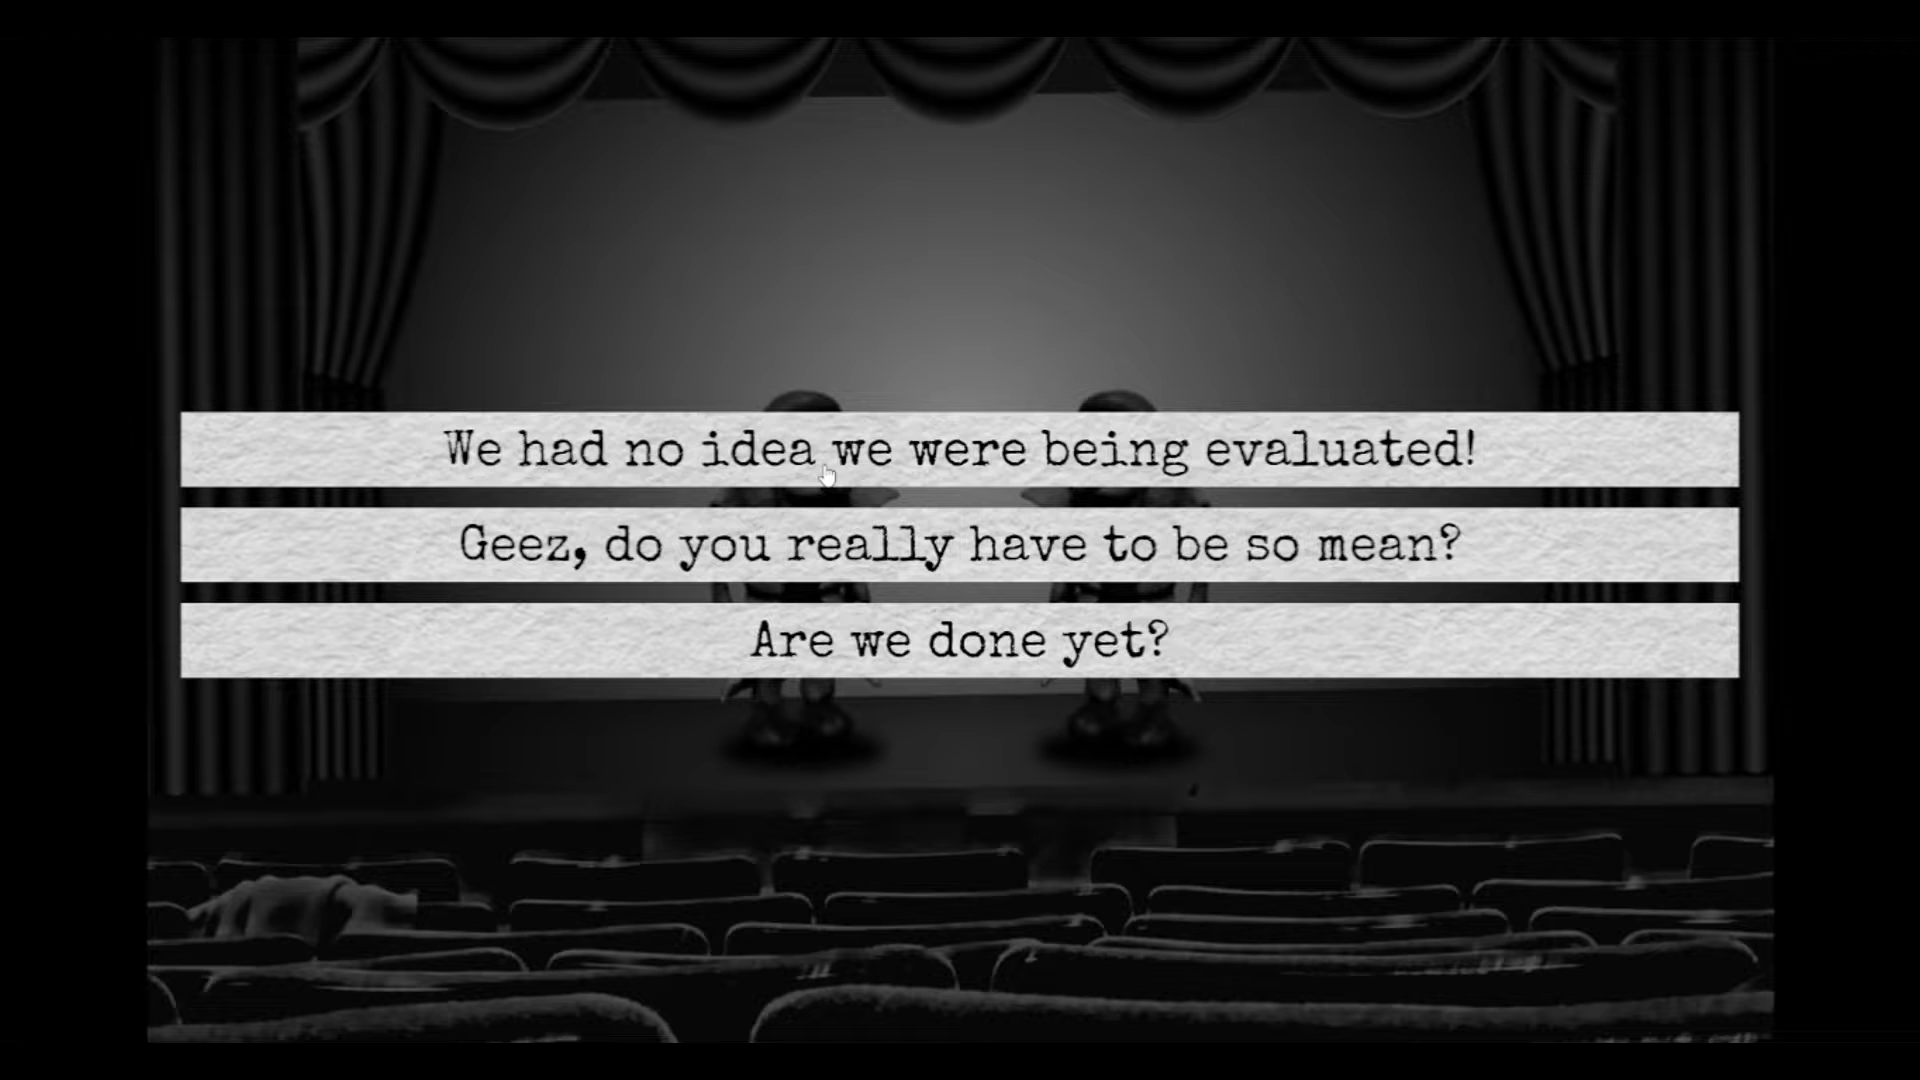 We had no idea we were being evaluated!
Geez, do you really have to be so mean?
Are we done yet?